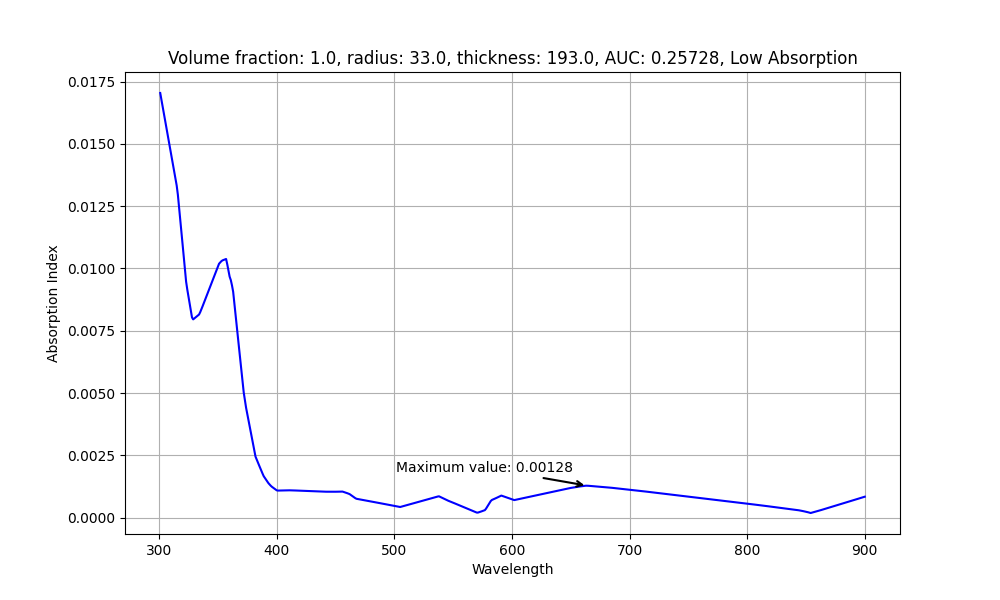 Volume fraction: 1.0, radius: 33.0, thickness: 193.0, AUC: 0.25728, Low Absorption
0.0175
0.0150
0.0125
0.0100
0.0075
0.0050
0.0025
0.0000
Absorption Index
Maximum value: 0.00128
300 400 500 600 700 800 900
Wavelength